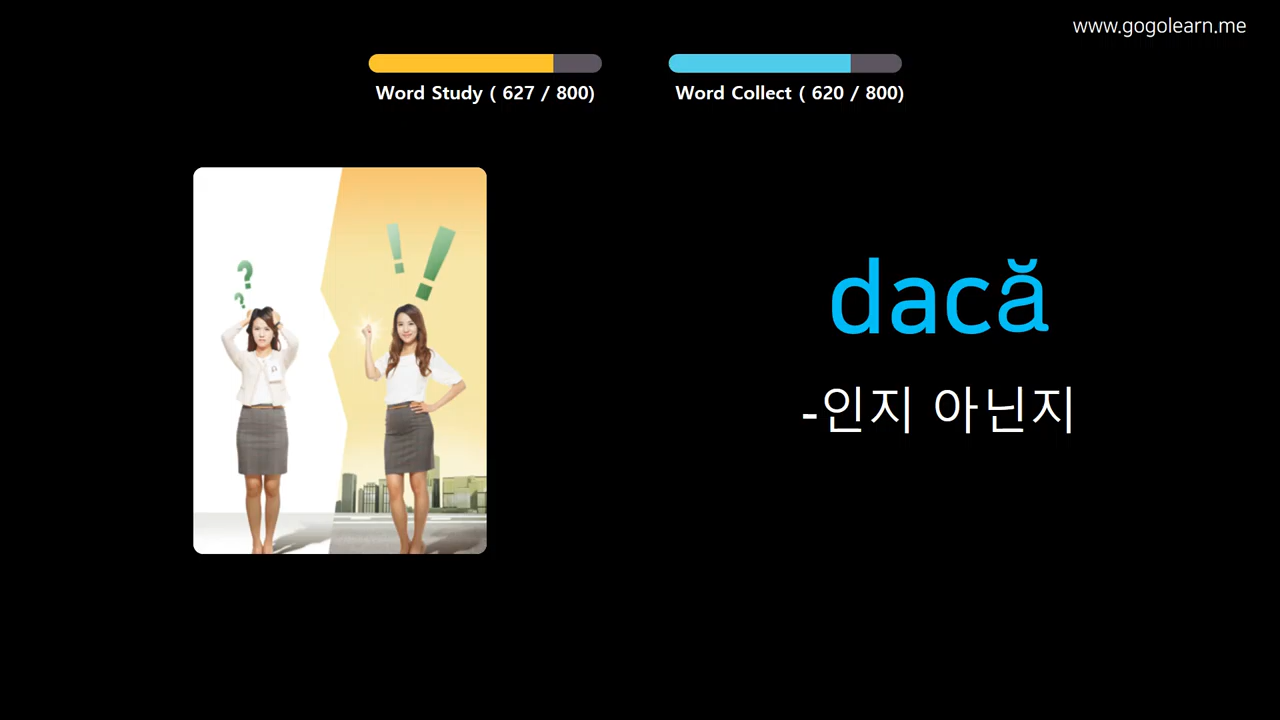 www.gogolearn.me
Word Study ( 627 / 800)
Word Collect ( 620 / 800)
? ?
! !
dacă
-인지 아닌지